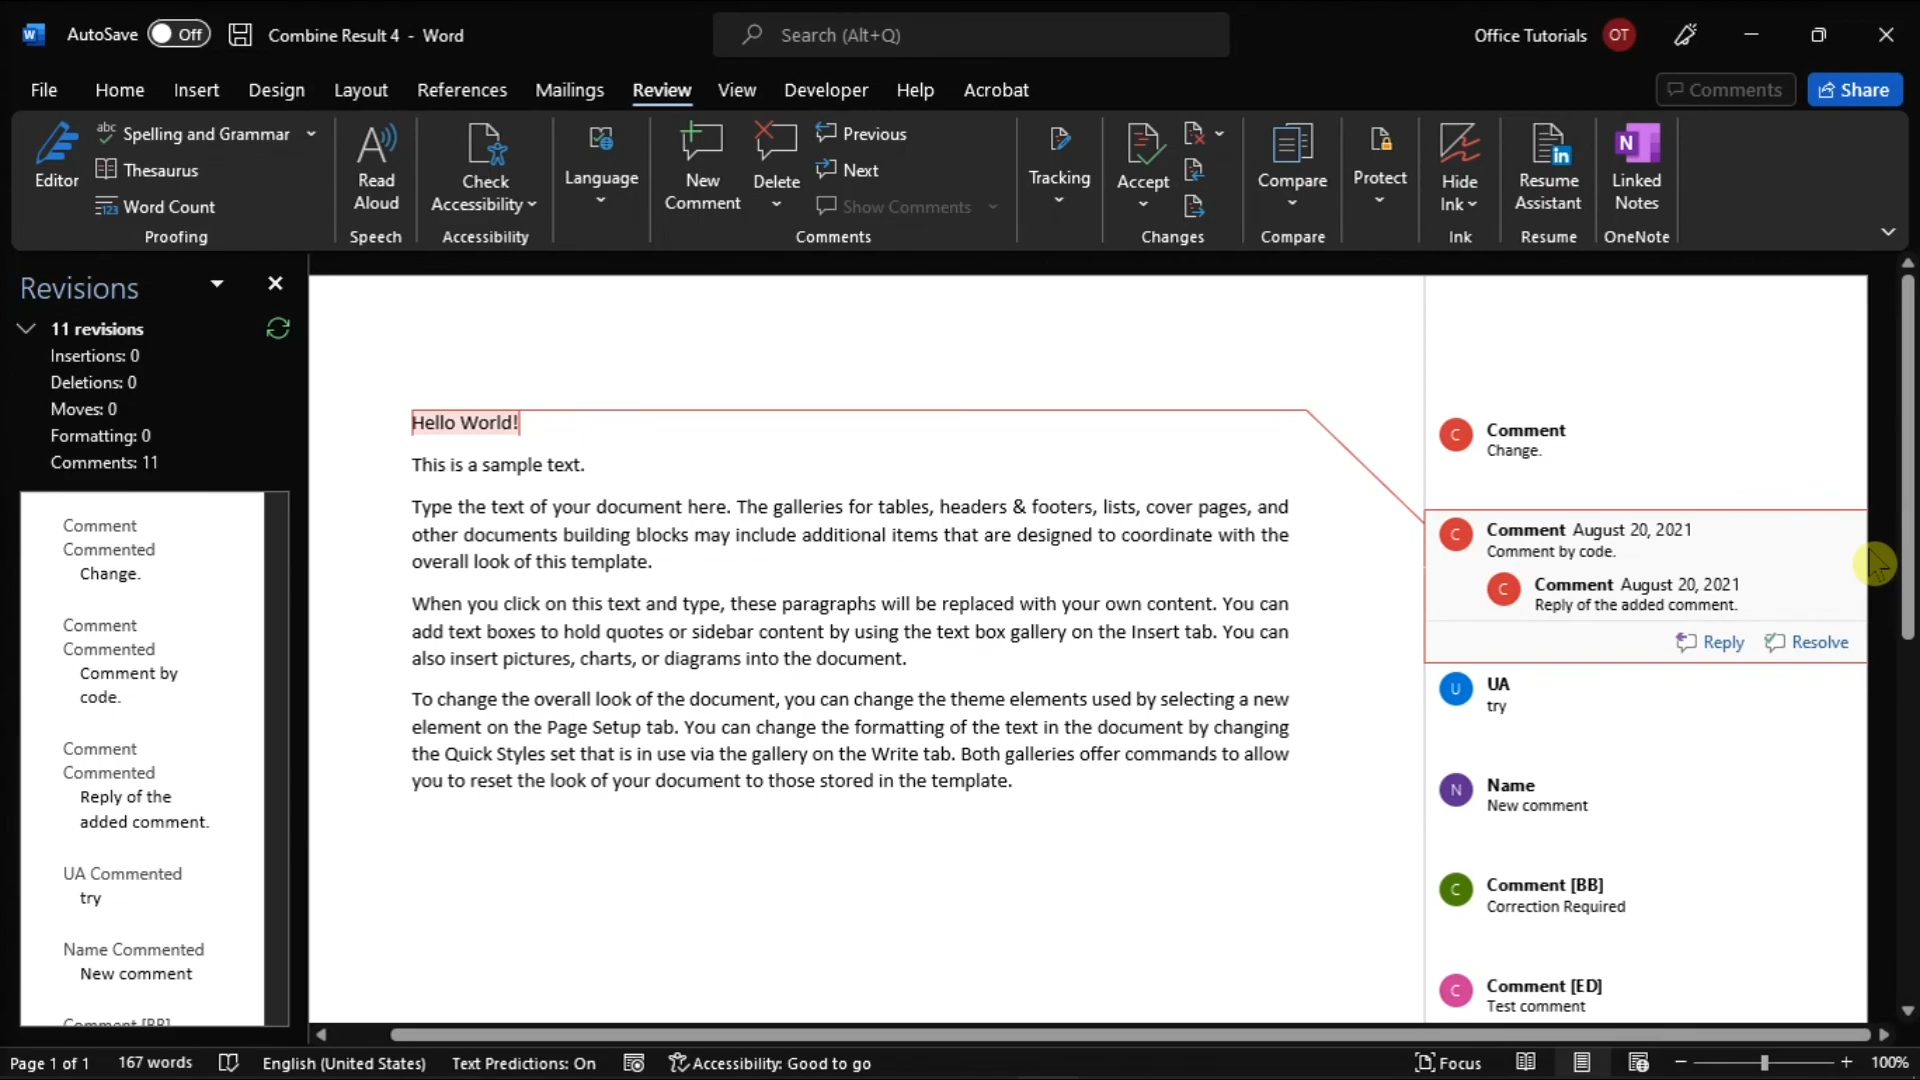 AutoSave Off Combine Result 4 - Word Search (Alt+Q) Office Tutorials OT
File Home Insert Design Layout References Mailings Review View Developer Help Acrobat Comments Share
Editor
abc Spelling and Grammar
Thesaurus
123 Word Count
Proofing
Read
Aloud
Speech
Check
Accessibility
Accessibility
Language
New
Comment
Delete
Previous
Next
Show Comments
Comments
Tracking
Accept
Changes
Compare
Compare
Protect
Hide
Ink
Ink
Resume
Assistant
Resume
Linked
Notes
OneNote
Revisions
11 revisions
Insertions: 0
Deletions: 0
Moves: 0
Formatting: 0
Comments: 11
Comment
Commented
Change.
Comment
Commented
Comment by
code.
Comment
Commented
Reply of the
added comment.
UA Commented
try
Name Commented
New comment
Comment [BB]
Hello World!
This is a sample text.
Type the text of your document here. The galleries for tables, headers & footers, lists, cover pages, and
other documents building blocks may include additional items that are designed to coordinate with the
overall look of this template.
When you click on this text and type, these paragraphs will be replaced with your own content. You can
add text boxes to hold quotes or sidebar content by using the text box gallery on the Insert tab. You can
also insert pictures, charts, or diagrams into the document.
To change the overall look of the document, you can change the theme elements used by selecting a new
element on the Page Setup tab. You can change the formatting of the text in the document by changing
the Quick Styles set that is in use via the gallery on the Write tab. Both galleries offer commands to allow
you to reset the look of your document to those stored in the template.
C Comment
Change.
C Comment August 20, 2021
Comment by code.
C Comment August 20, 2021
Reply of the added comment.
Reply Resolve
U UA
try
N Name
New comment
C Comment [BB]
Correction Required
C Comment [ED]
Test comment
Page 1 of 1 167 words English (United States) Text Predictions: On Accessibility: Good to go Focus 100%